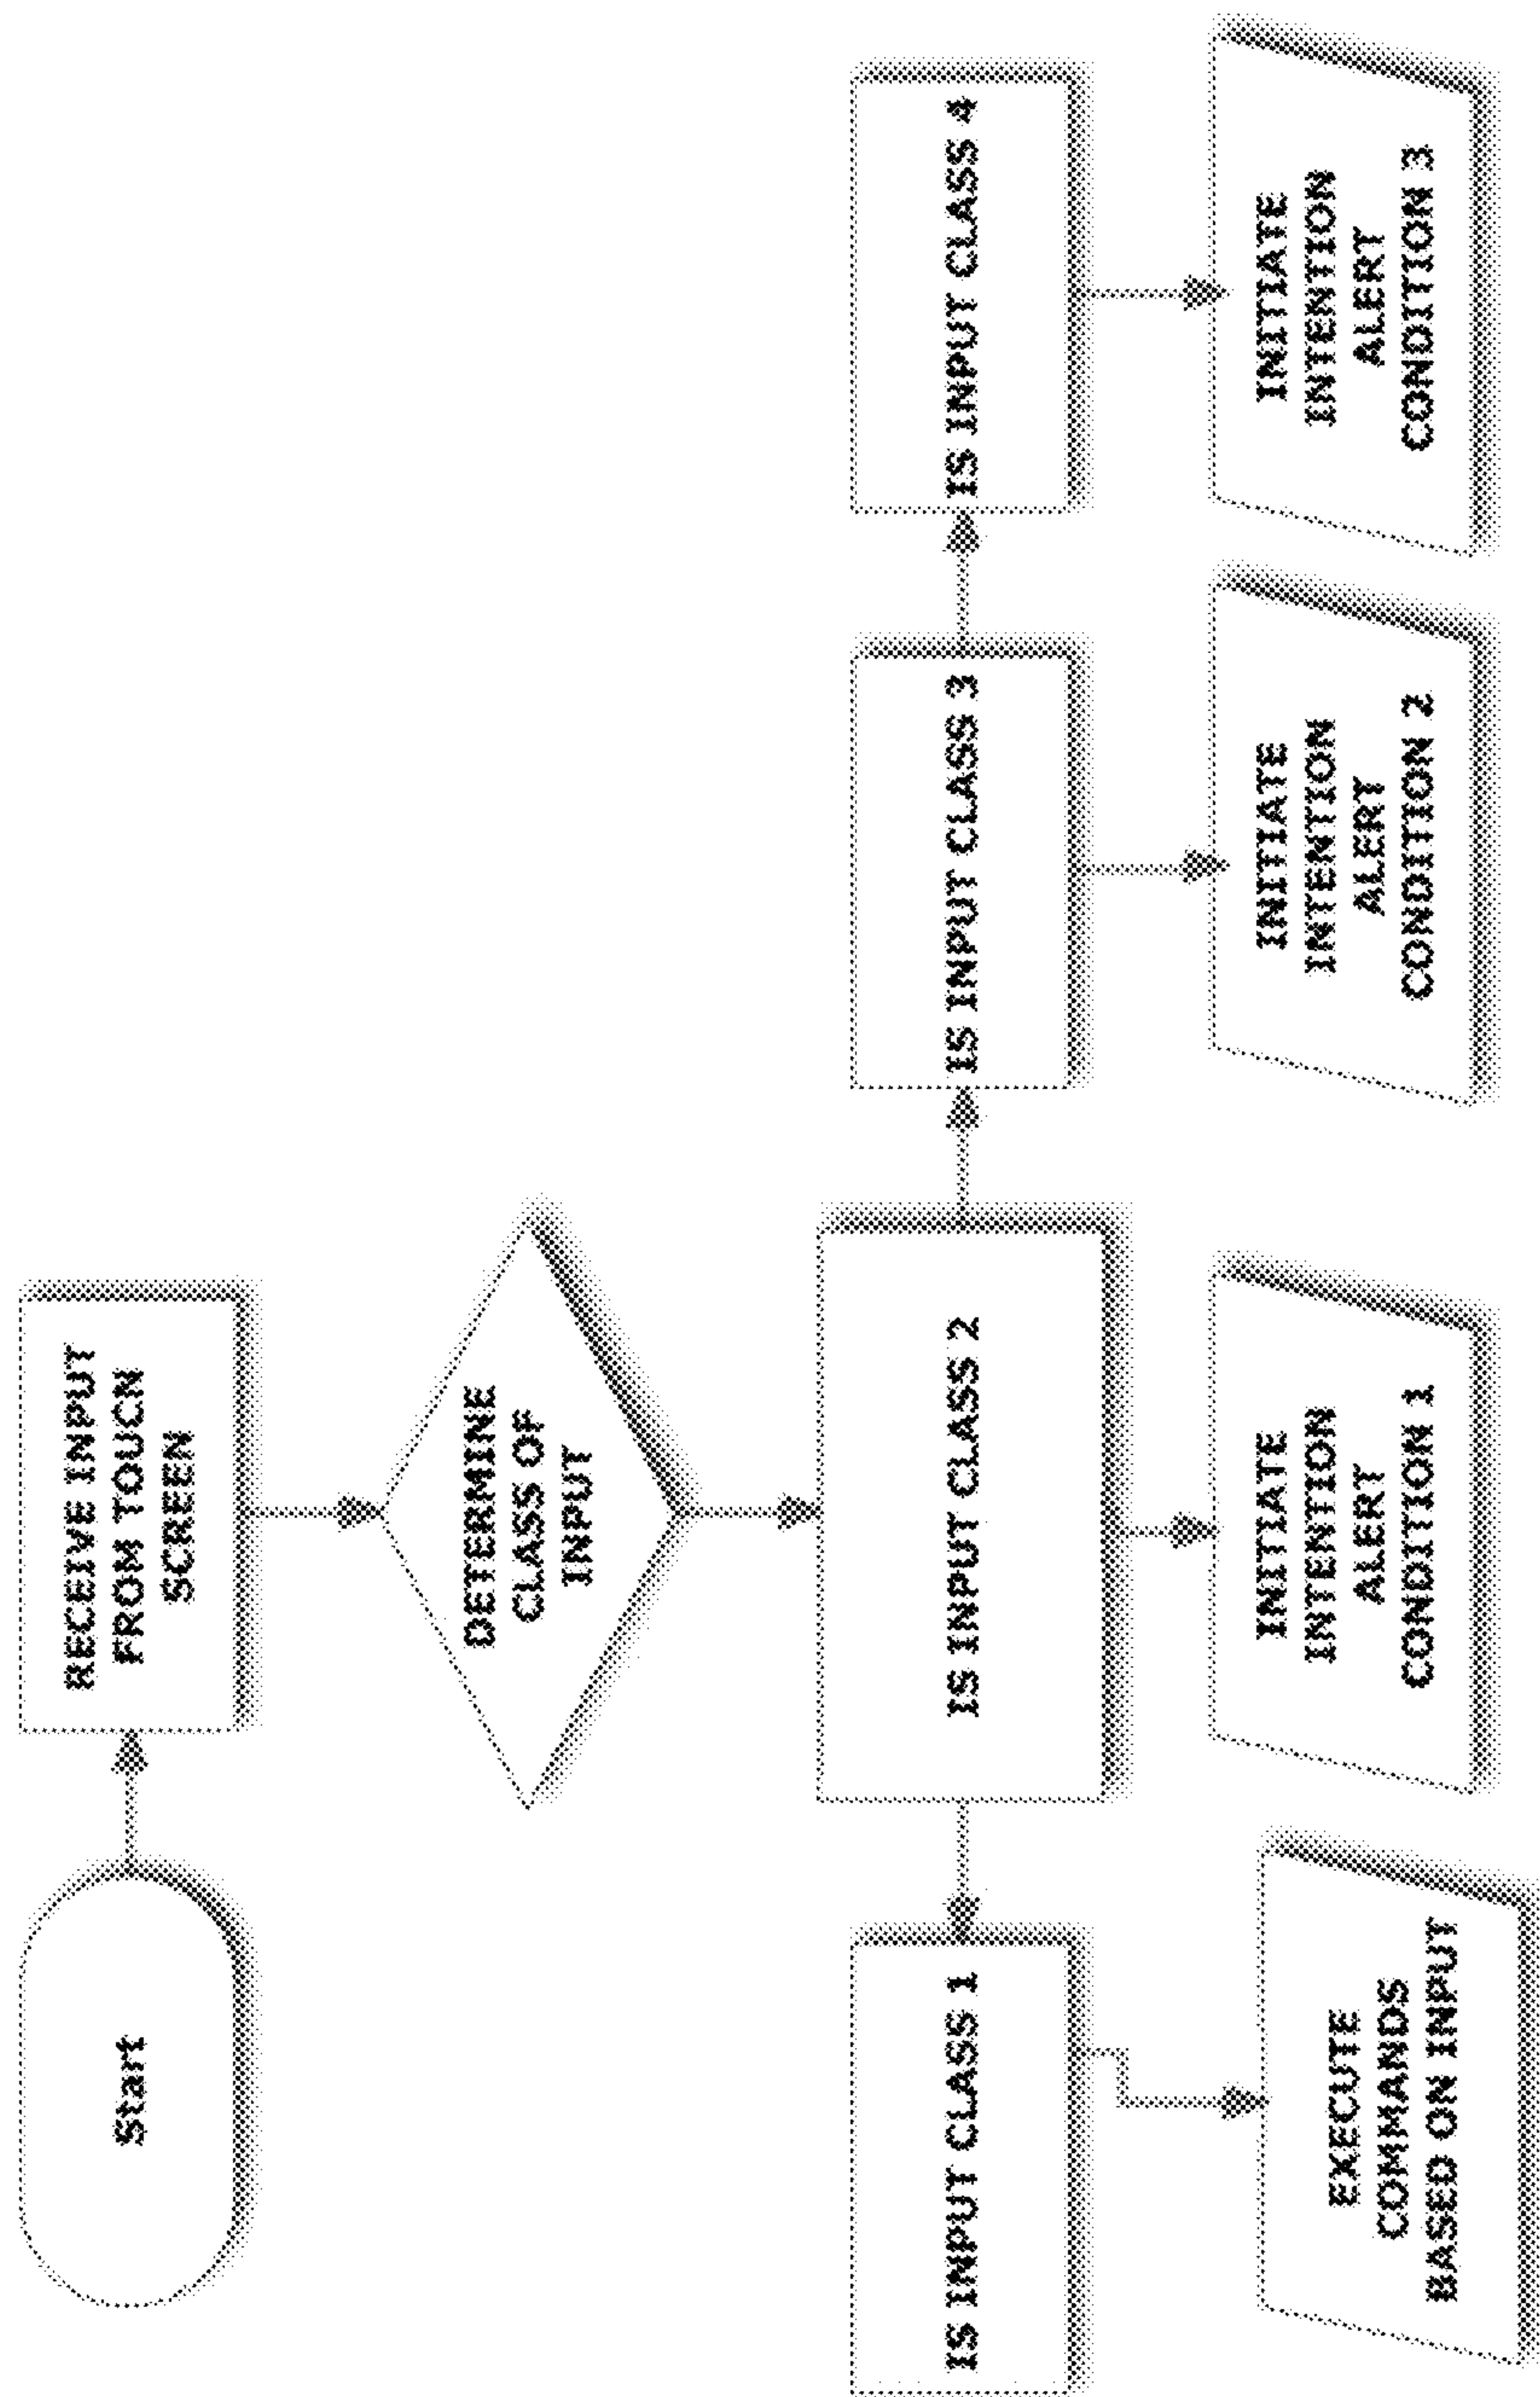 Start
RECEIVE INPUT
FROM TOUCN
SCREEN
DETERMINE
CLASS OF
INPUT
IS INPUT CLASS 1
IS INPUT CLASS 2
IS INPUT CLASS 3
IS INPUT CLASS 4
EXECUTE
COMMANDS
BASED ON INPUT
INITIATE
INTENTION
ALERT
CONDITION 1
INITIATE
INTENTION
ALERT
CONDITION 2
INITIATE
INTENTION
ALERT
CONDITION 3